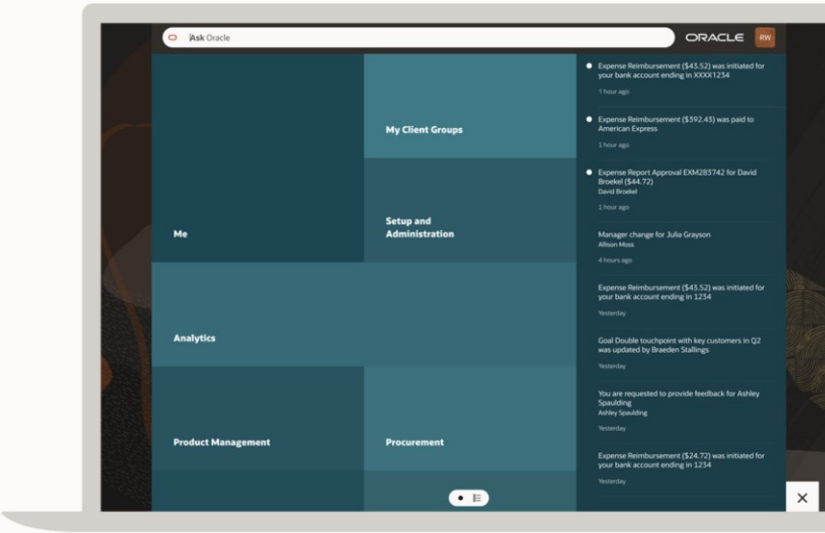 Ask Oracle
ORACLE
RW
Me
My Client Groups
Setup and
Administration
Analytics
Product Management
Procurement
Expense Reimbursement ($43.52) was initiated for
your bank account ending in XXXX1234
1 hour ago
Expense Reimbursement ($392.43) was paid to
American Express
1 hour ago
Expense Report Approval EXM283742 for David
Broekel ($44.72)
David Broekel
1 hour ago
Manager change for Julia Grayson
Allison Moss
4 hours ago
Expense Reimbursement ($43.52) was initiated for
your bank account ending in 1234
Yesterday
Goal Double touchpoint with key customers in Q2
was updated by Braeden Stallings
Yesterday
You are requested to provide feedback for Ashley
Spaulding
Ashley Spaulding
Yesterday
Expense Reimbursement ($24.72) was initiated for
your bank account ending in 1234
Yesterday